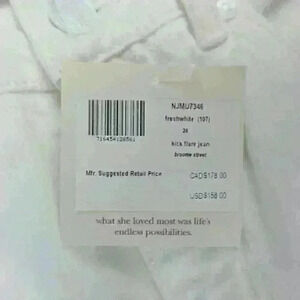 NJMU7346
freshwhite (107)
28
kick flare jean
broome street
716454128561
Mfr. Suggested Retail Price
CAD$178.00
USD$158.00
what she loved most was life's
endless possibilities.